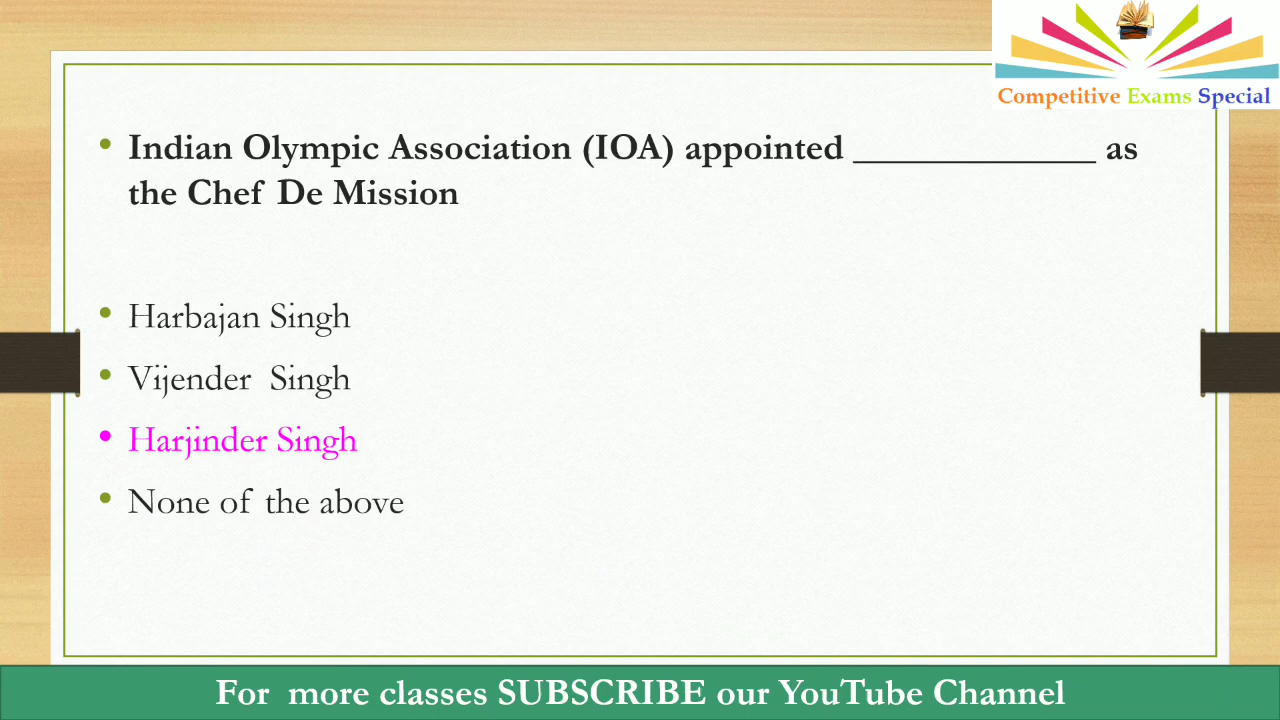 Competitive Exams Special
• Indian Olympic Association (IOA) appointed ______________ as
the Chef De Mission
• Harbajan Singh
• Vijender Singh
• Harjinder Singh
• None of the above
For more classes SUBSCRIBE our YouTube Channel